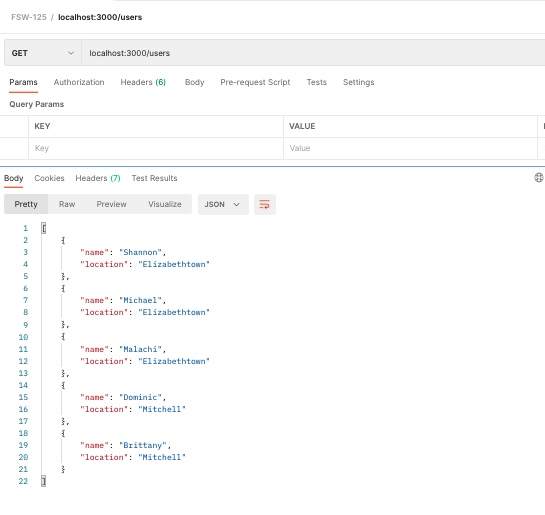 FSW-125 / localhost:3000/users
GET localhost:3000/users
Params Authorization Headers (6) Body Pre-request Script Tests Settings
Query Params
KEY VALUE
Key Value
Body Cookies Headers (7) Test Results
Pretty Raw Preview Visualize JSON
1 [
2 {
3 "name": "Shannon",
4 "location": "Elizabethtown"
5 },
6 {
7 "name": "Michael",
8 "location": "Elizabethtown"
9 },
10 {
11 "name": "Malachi",
12 "location": "Elizabethtown"
13 },
14 {
15 "name": "Dominic",
16 "location": "Mitchell"
17 },
18 {
19 "name": "Brittany",
20 "location": "Mitchell"
21 }
22 ]